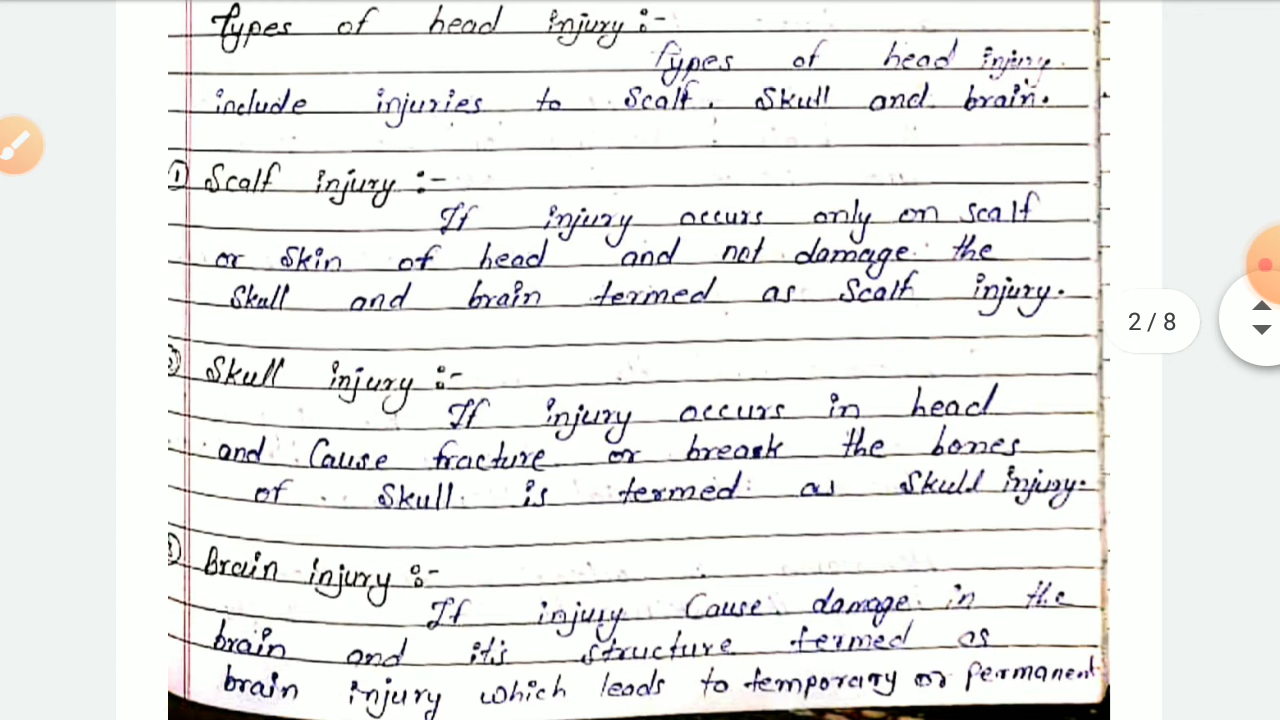 Types of head injury :-
Types of head injury
include injuries to Scalf, Skull and brain.
① Scalf injury :-
If injury occurs only on scalf
or skin of head and not damage the
Skull and brain termed as Scalf injury.
② Skull injury :-
If injury occurs in head
and Cause fracture or break the bones
of Skull is termed as Skull injury.
③ Brain injury :-
If injury Cause damage in the
brain and it's structure termed as
brain injury which leads to temporary or permanent
2 / 8